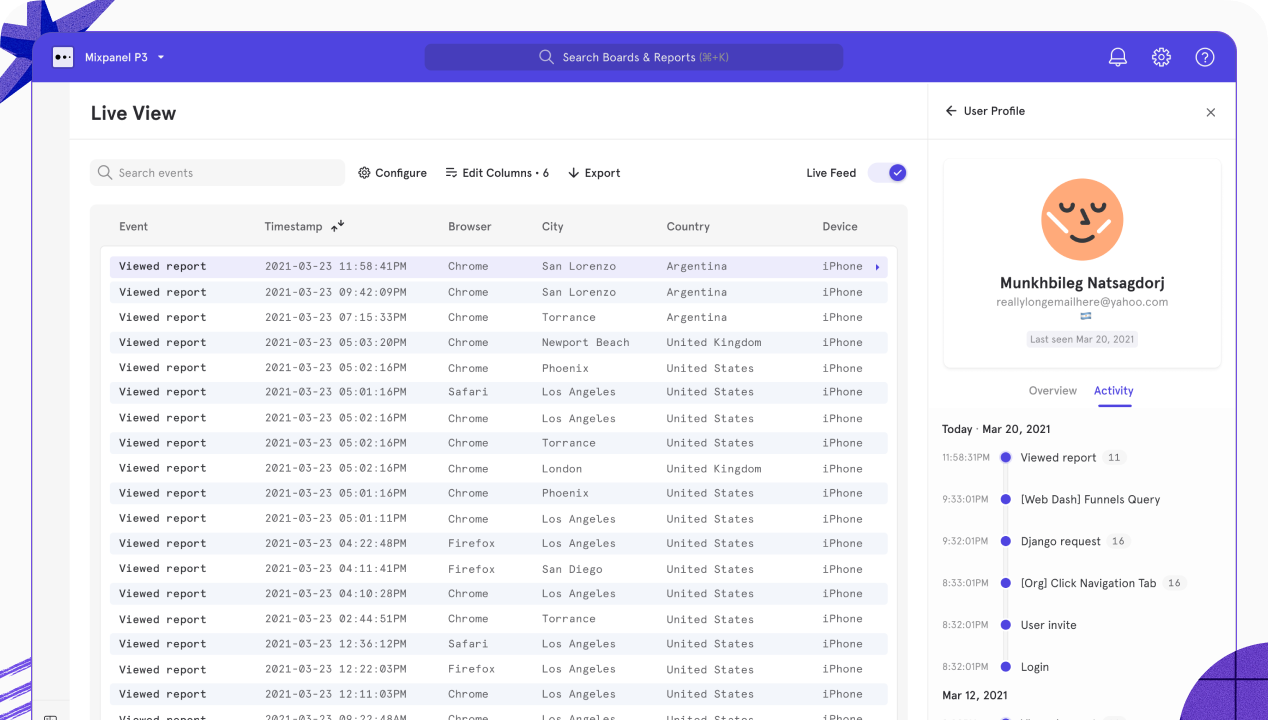 Mixpanel P3
Search Boards & Reports (⌘+K)
Live View
Search events
Configure
Edit Columns • 6
Export
Live Feed
Event Timestamp Browser City Country Device
Viewed report 2021-03-23 11:58:41PM Chrome San Lorenzo Argentina iPhone
Viewed report 2021-03-23 09:42:09PM Chrome San Lorenzo Argentina iPhone
Viewed report 2021-03-23 07:15:33PM Chrome Torrance Argentina iPhone
Viewed report 2021-03-23 05:03:20PM Chrome Newport Beach United Kingdom iPhone
Viewed report 2021-03-23 05:02:16PM Chrome Phoenix United States iPhone
Viewed report 2021-03-23 05:01:16PM Safari Los Angeles United States iPhone
Viewed report 2021-03-23 05:02:16PM Chrome Los Angeles United States iPhone
Viewed report 2021-03-23 05:02:16PM Chrome Torrance United States iPhone
Viewed report 2021-03-23 05:02:16PM Chrome London United Kingdom iPhone
Viewed report 2021-03-23 05:01:16PM Chrome Phoenix United States iPhone
Viewed report 2021-03-23 05:01:11PM Chrome Los Angeles United States iPhone
Viewed report 2021-03-23 04:22:48PM Firefox Los Angeles United States iPhone
Viewed report 2021-03-23 04:11:41PM Firefox San Diego United States iPhone
Viewed report 2021-03-23 04:10:28PM Chrome Los Angeles United States iPhone
Viewed report 2021-03-23 02:44:51PM Chrome Torrance United States iPhone
Viewed report 2021-03-23 12:36:12PM Safari Los Angeles United States iPhone
Viewed report 2021-03-23 12:22:03PM Firefox Los Angeles United States iPhone
Viewed report 2021-03-23 12:11:03PM Chrome Los Angeles United States iPhone
Viewed report 2021-03-23 09:22:48AM Chrome Los Angeles United States iPhone
User Profile
Munkhbileg Natsagdorj
reallylongemailhere@yahoo.com
Last seen Mar 20, 2021
Overview Activity
Today · Mar 20, 2021
11:58:31PM Viewed report 11
9:33:01PM [Web Dash] Funnels Query
9:32:01PM Django request 16
8:33:01PM [Org] Click Navigation Tab 16
8:32:01PM User invite
8:32:01PM Login
Mar 12, 2021